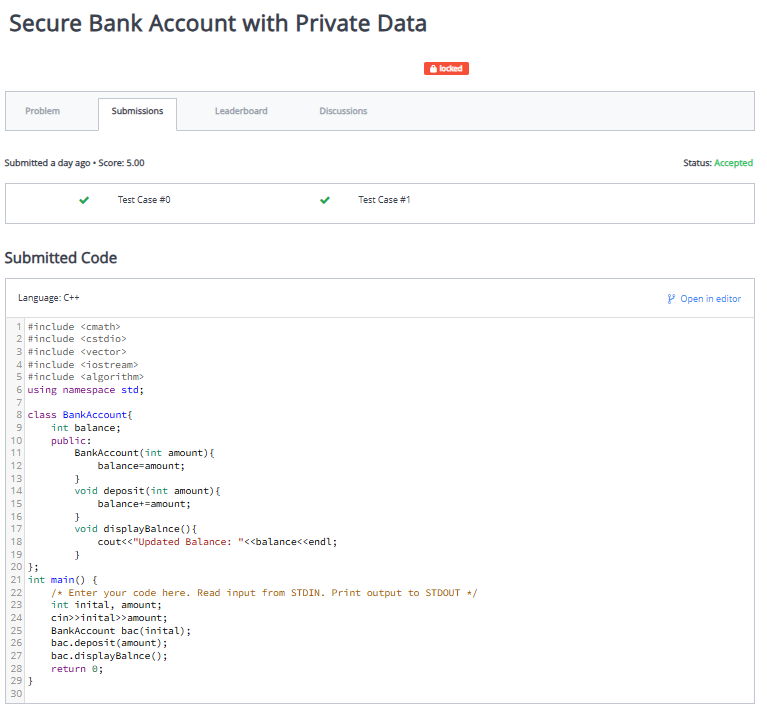 Secure Bank Account with Private Data
locked
Problem Submissions Leaderboard Discussions
Submitted a day ago • Score: 5.00 Status: Accepted
Test Case #0 Test Case #1
Submitted Code
Language: C++ Open in editor
1 #include <cmath>
2 #include <cstdio>
3 #include <vector>
4 #include <iostream>
5 #include <algorithm>
6 using namespace std;
7
8 class BankAccount{
9     int balance;
10     public:
11         BankAccount(int amount){
12             balance=amount;
13         }
14         void deposit(int amount){
15             balance+=amount;
16         }
17         void displayBalnce(){
18             cout<<"Updated Balance: "<<balance<<endl;
19         }
20 };
21 int main() {
22     /* Enter your code here. Read input from STDIN. Print output to STDOUT */
23     int inital, amount;
24     cin>>inital>>amount;
25     BankAccount bac(inital);
26     bac.deposit(amount);
27     bac.displayBalnce();
28     return 0;
29 }
30